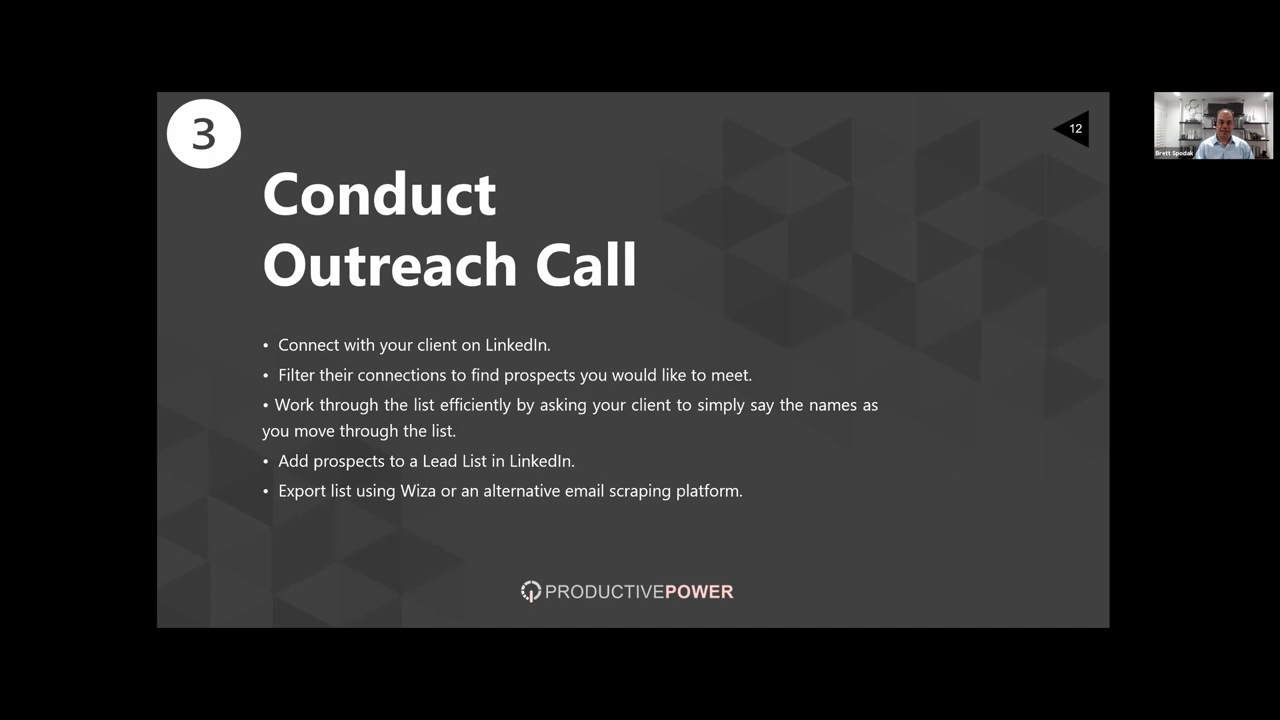 3
12
Conduct
Outreach Call
• Connect with your client on LinkedIn.
• Filter their connections to find prospects you would like to meet.
• Work through the list efficiently by asking your client to simply say the names as
you move through the list.
• Add prospects to a Lead List in LinkedIn.
• Export list using Wiza or an alternative email scraping platform.
PRODUCTIVEPOWER
Brett Spodak